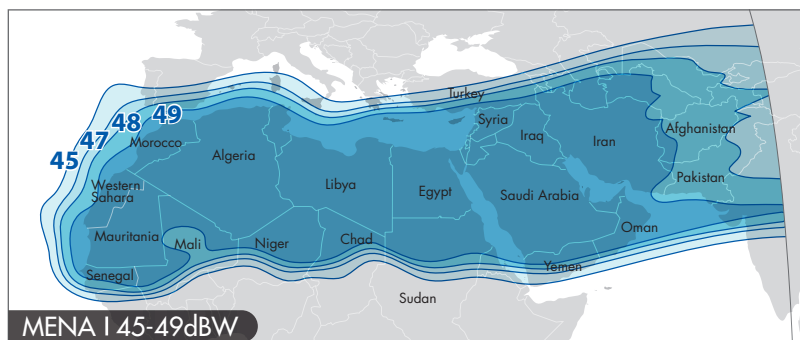 Turkey
49
48
47
45
Morocco
Syria
Iraq
Iran
Afghanistan
Algeria
Pakistan
Western
Sahara
Libya
Egypt
Saudi Arabia
Mauritania
Mali
Niger
Chad
Oman
Senegal
Yemen
Sudan
MENA I 45-49dBW